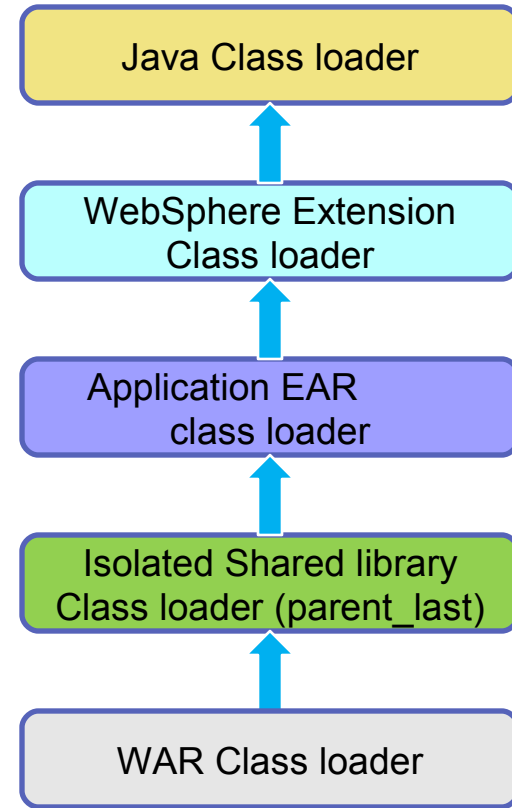 Java Class loader
WebSphere Extension
Class loader
Application EAR
class loader
Isolated Shared library
Class loader (parent_last)
WAR Class loader